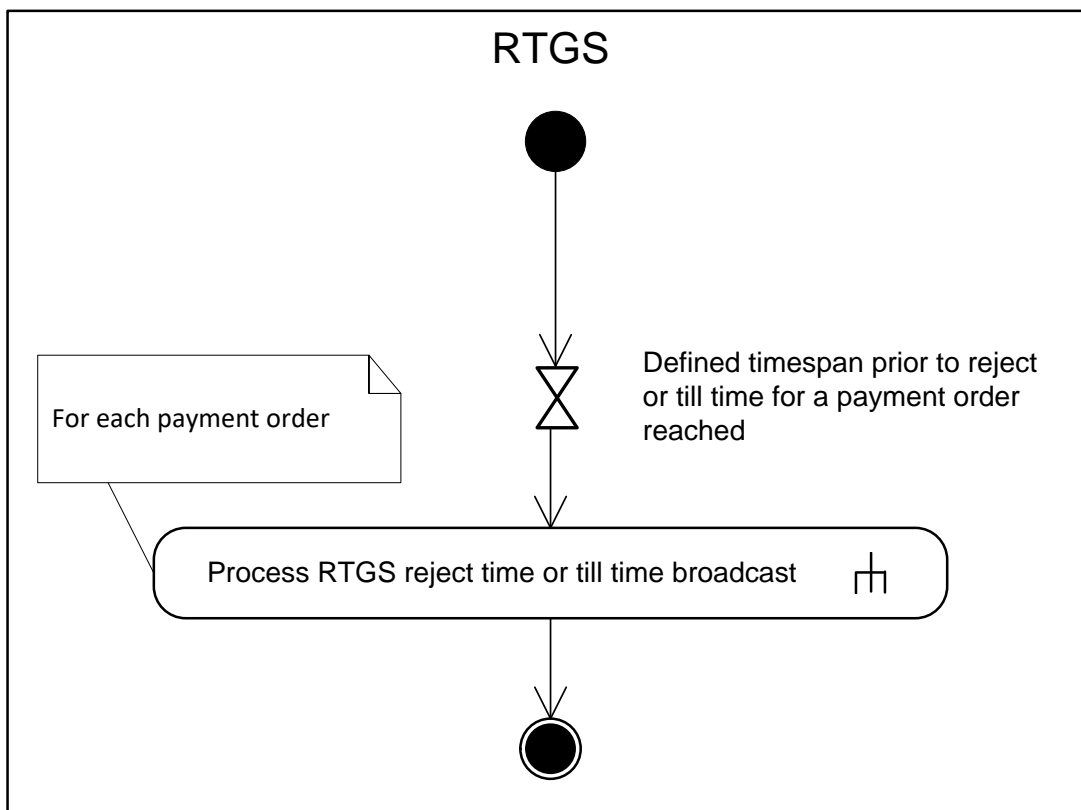 RTGS
Defined timespan prior to reject
or till time for a payment order
reached
For each payment order
Process RTGS reject time or till time broadcast